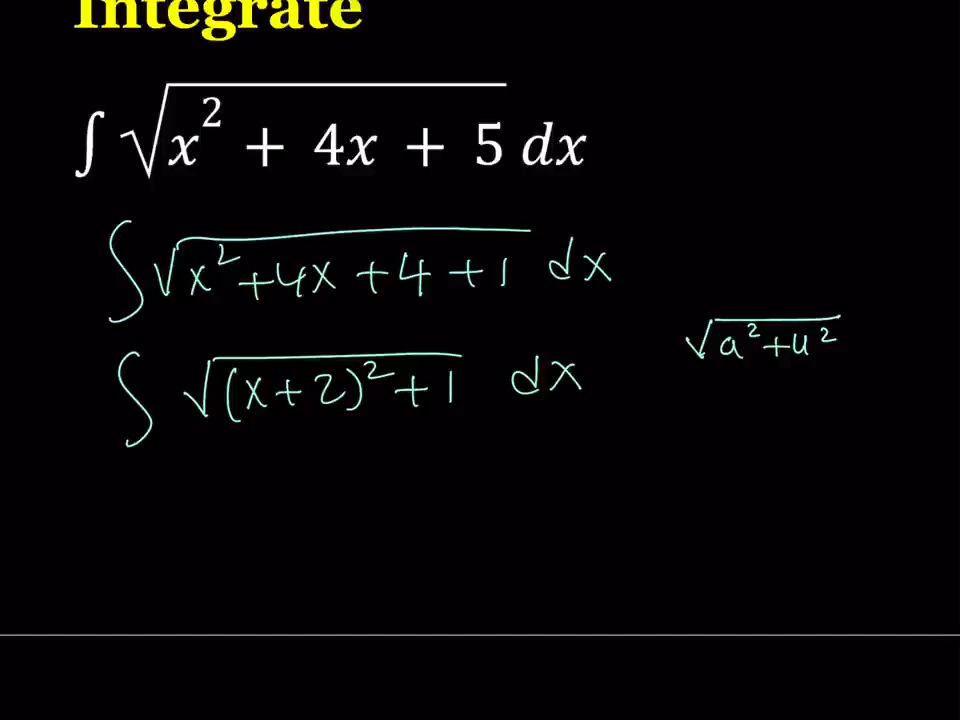 Integrate
∫ √(x² + 4x + 5) dx
∫ √(x² + 4x + 4 + 1) dx
√(a² + u²)
∫ √((x + 2)² + 1) dx